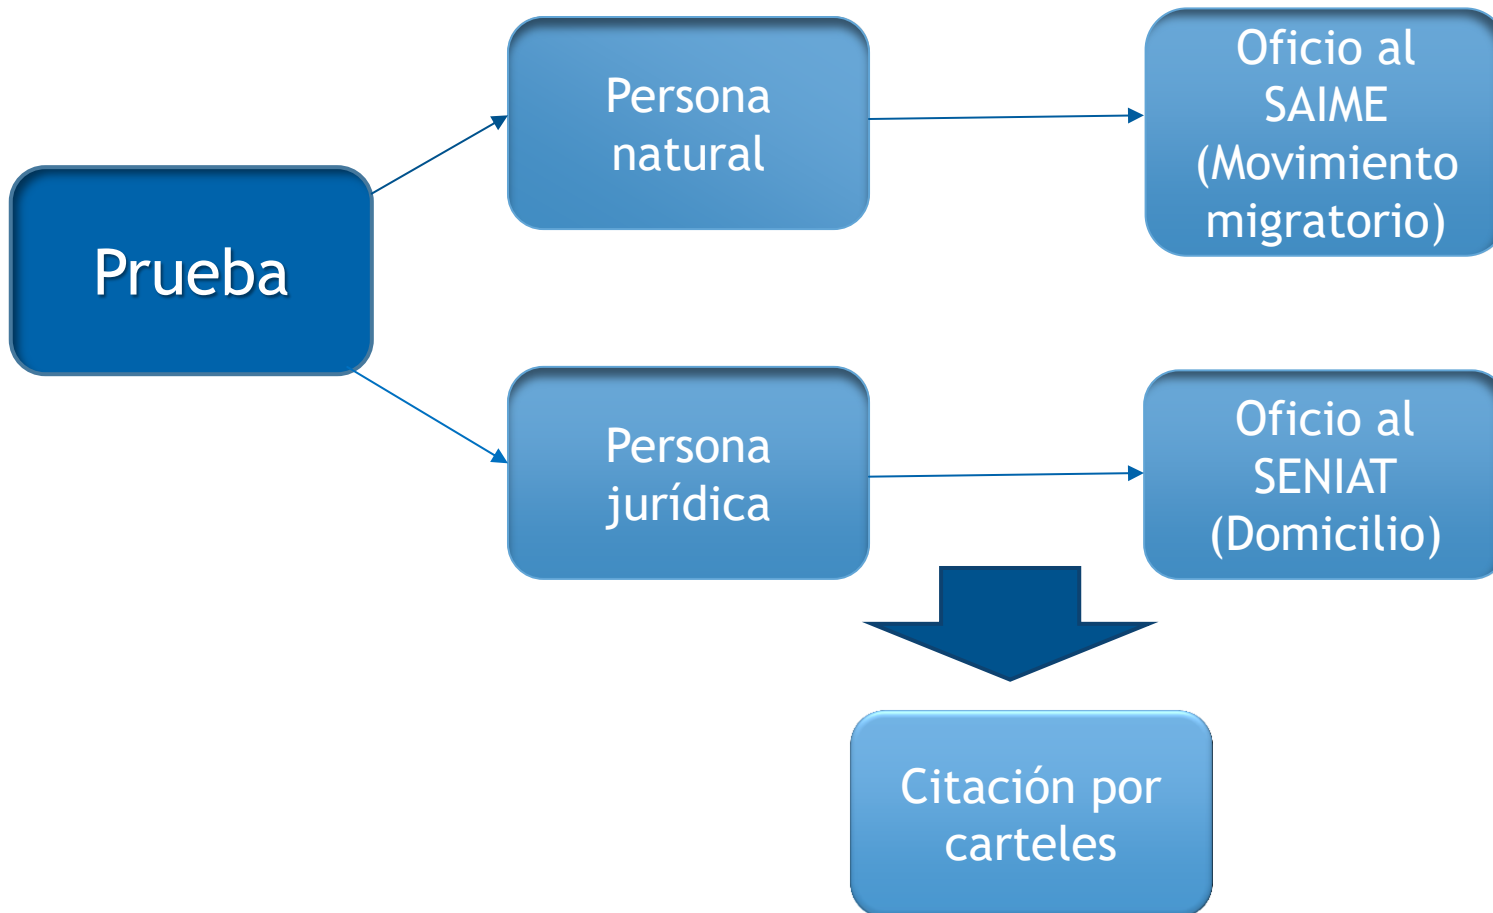 Prueba
Persona
natural
Oficio al
SAIME
(Movimiento
migratorio)
Persona
jurídica
Oficio al
SENIAT
(Domicilio)
Citación por
carteles